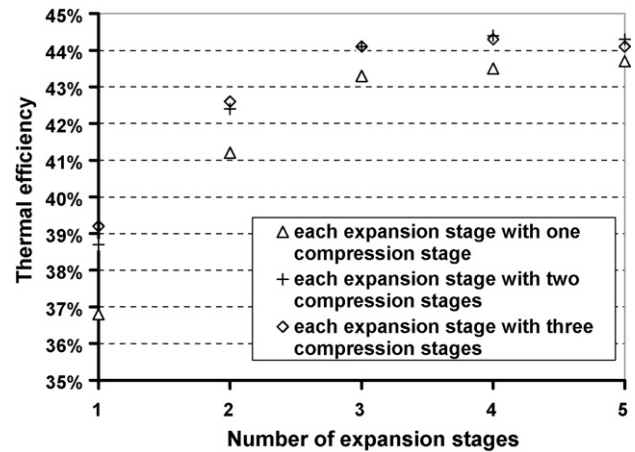 Thermal efficiency
45%
44%
43%
42%
41%
40%
39%
38%
37%
36%
35%
each expansion stage with one
compression stage
each expansion stage with two
compression stages
each expansion stage with three
compression stages
1 2 3 4 5
Number of expansion stages